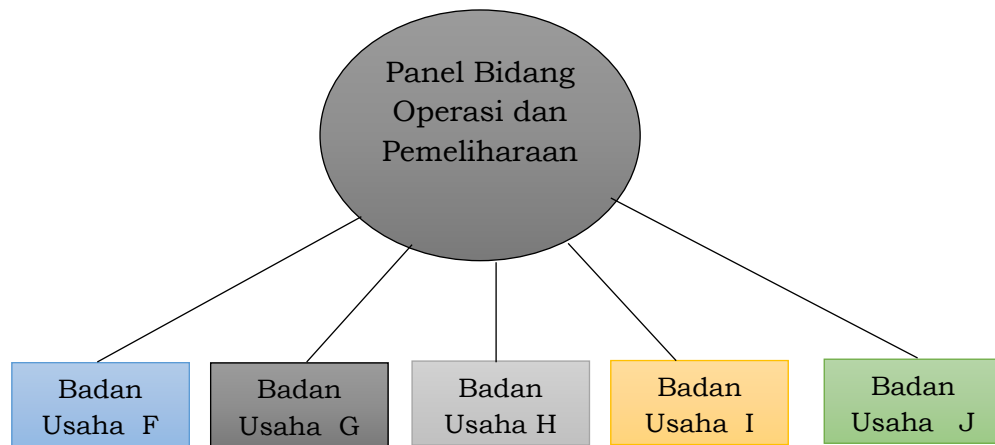 Panel Bidang
Operasi dan
Pemeliharaan
Badan
Usaha F
Badan
Usaha G
Badan
Usaha H
Badan
Usaha I
Badan
Usaha J